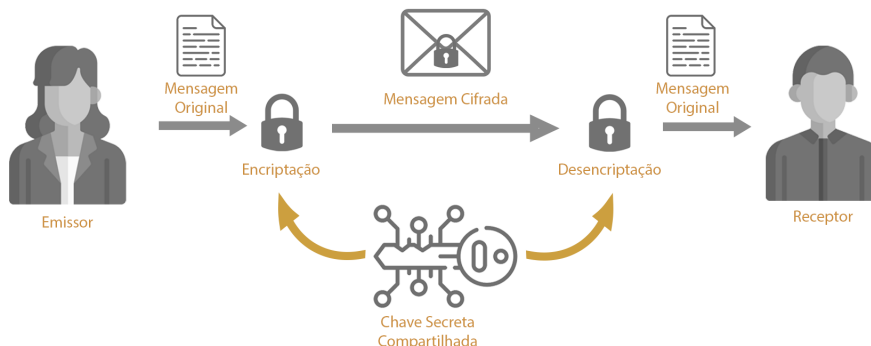 Mensagem
Original
Mensagem Cifrada
Mensagem
Original
Encriptação
Desencriptação
Emissor
Receptor
Chave Secreta
Compartilhada